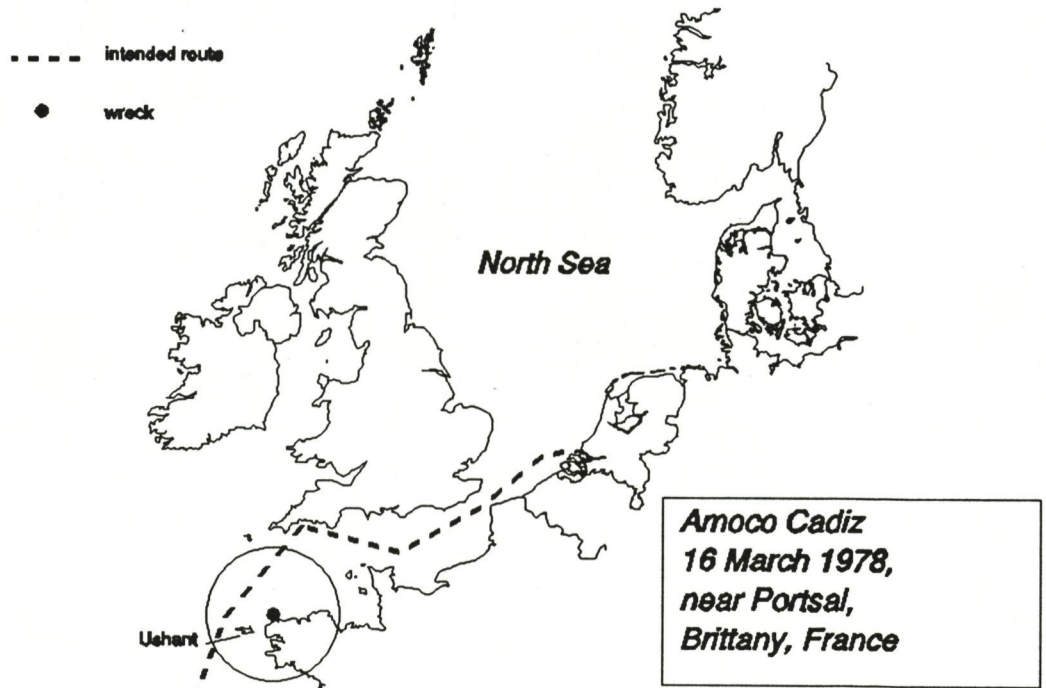 intended route
wreck
North Sea
Ushant
Amoco Cadiz
16 March 1978,
near Portsal,
Brittany, France